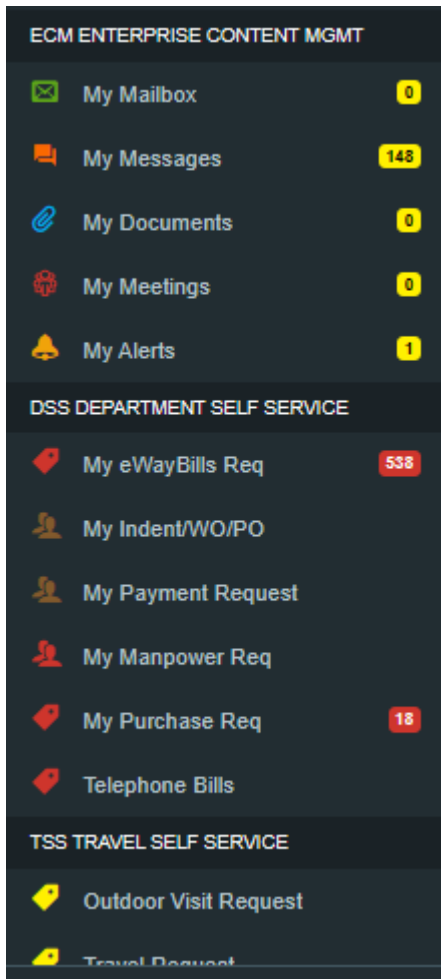 ECM ENTERPRISE CONTENT MGMT
My Mailbox 0
My Messages 148
My Documents 0
My Meetings 0
My Alerts 1
DSS DEPARTMENT SELF SERVICE
My eWayBills Req 538
My Indent/WO/PO
My Payment Request
My Manpower Req
My Purchase Req 18
Telephone Bills
TSS TRAVEL SELF SERVICE
Outdoor Visit Request
Travel Request